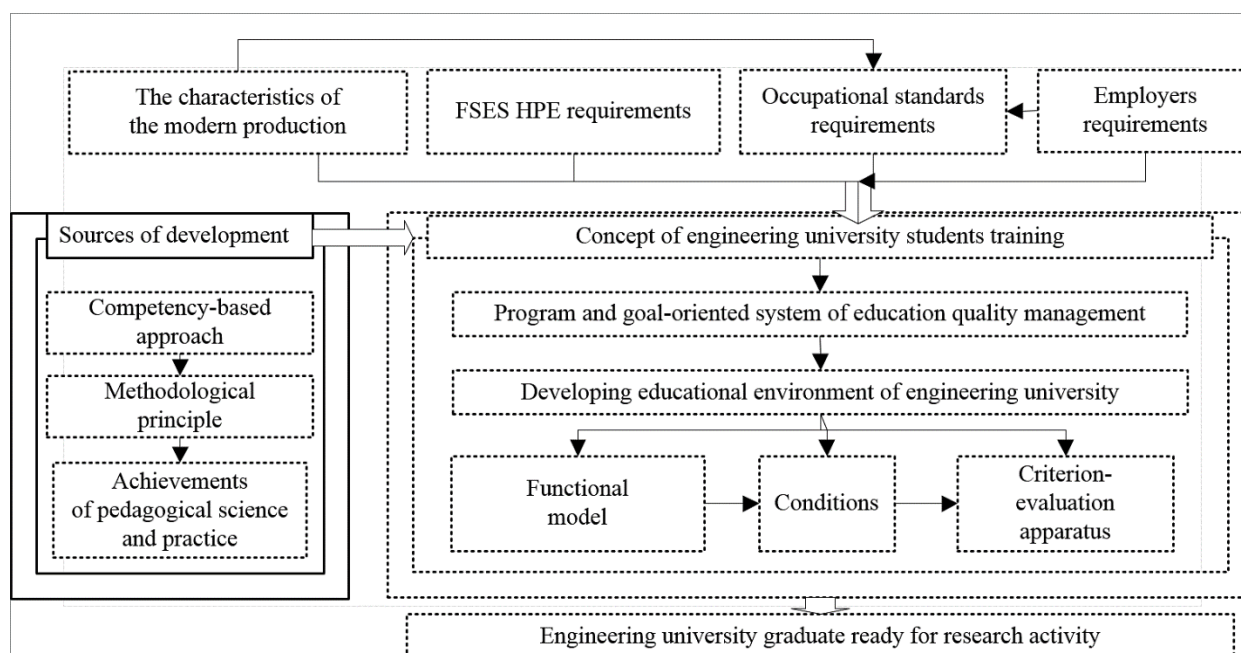 The characteristics of
the modern production
FSES HPE requirements
Occupational standards
requirements
Employers
requirements
Sources of development
Competency-based
approach
Methodological
principle
Achievements
of pedagogical science
and practice
Concept of engineering university students training
Program and goal-oriented system of education quality management
Developing educational environment of engineering university
Functional
model
Conditions
Criterion-
evaluation
apparatus
Engineering university graduate ready for research activity